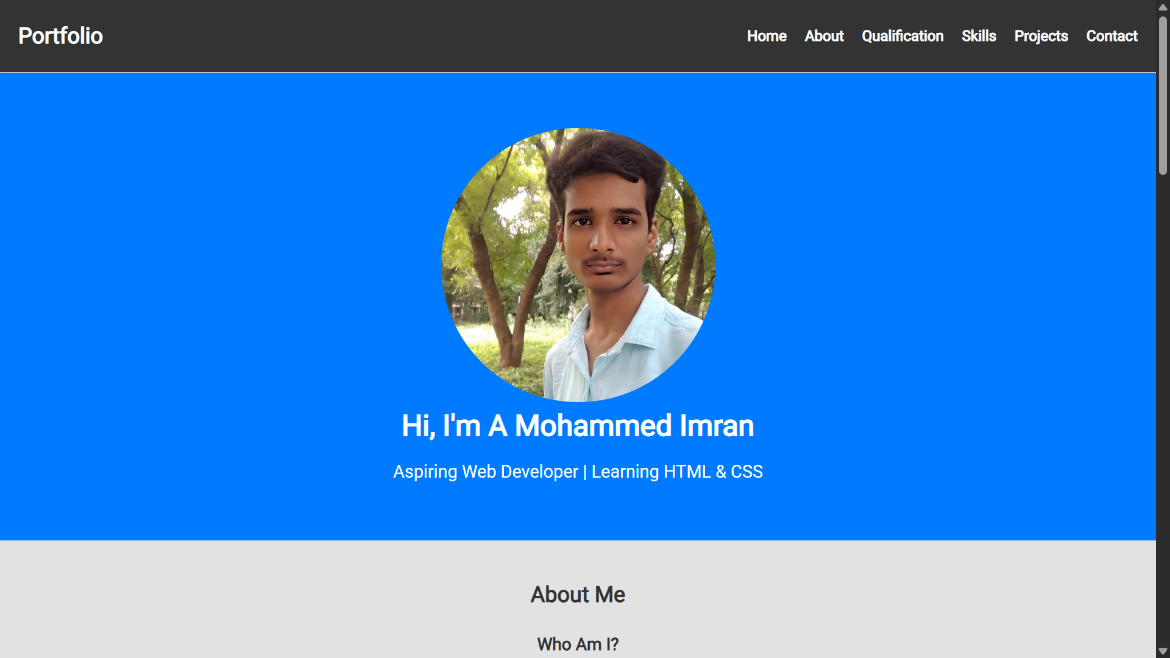 Portfolio
Home About Qualification Skills Projects Contact
Hi, I'm A Mohammed Imran
Aspiring Web Developer | Learning HTML & CSS
About Me
Who Am I?